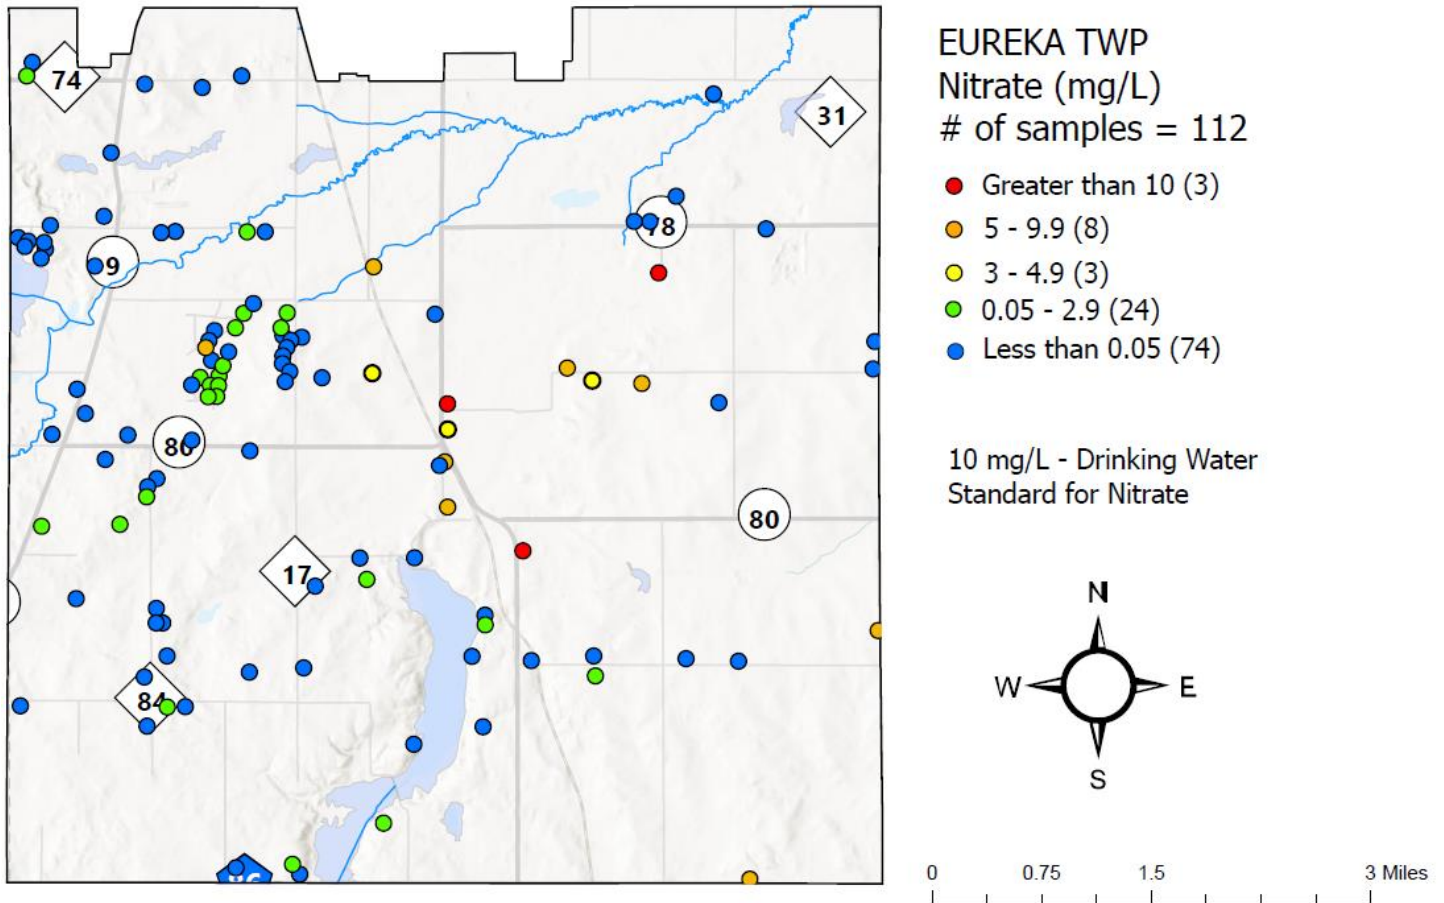 EUREKA TWP
Nitrate (mg/L)
# of samples = 112
Greater than 10 (3)
5 - 9.9 (8)
3 - 4.9 (3)
0.05 - 2.9 (24)
Less than 0.05 (74)
10 mg/L - Drinking Water
Standard for Nitrate
74
31
78
9
80
80
17
84
N
W
E
S
0
0.75
1.5
3 Miles